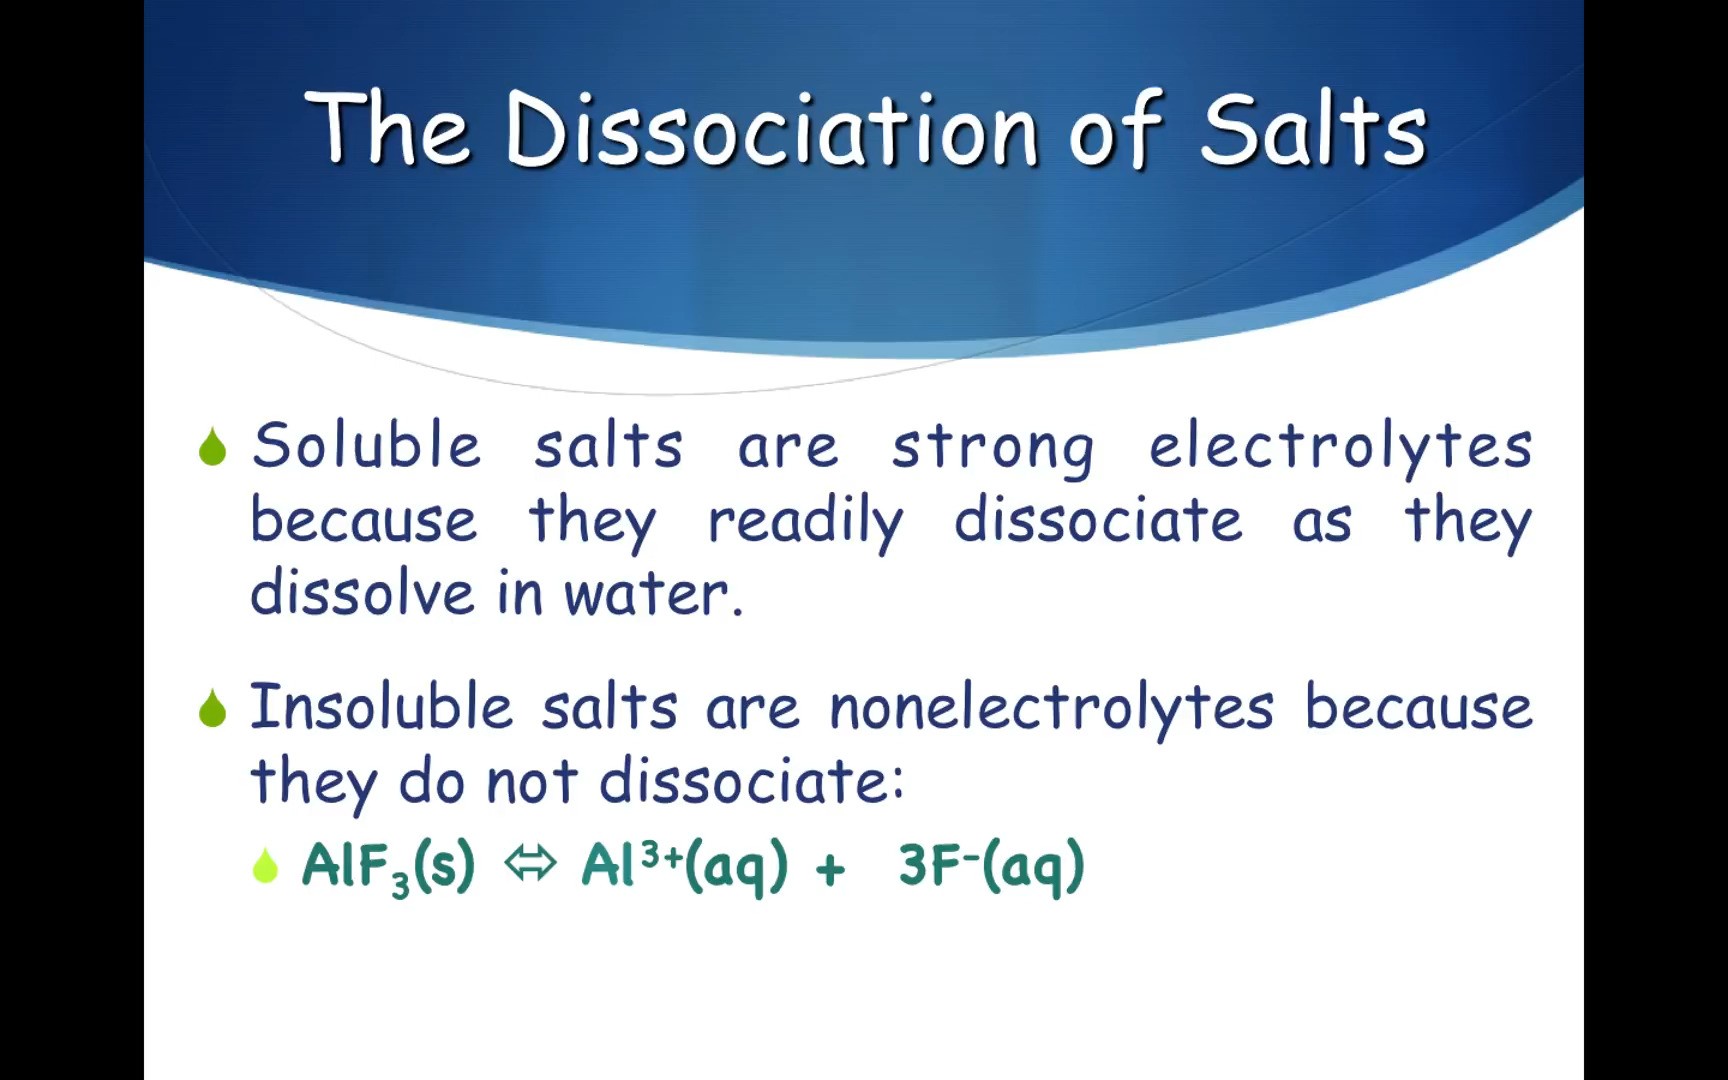 The Dissociation of Salts
Soluble salts are strong electrolytes
because they readily dissociate as they
dissolve in water.
Insoluble salts are nonelectrolytes because
they do not dissociate:
AlF₃(s) ⬄ Al³⁺(aq) + 3F⁻(aq)